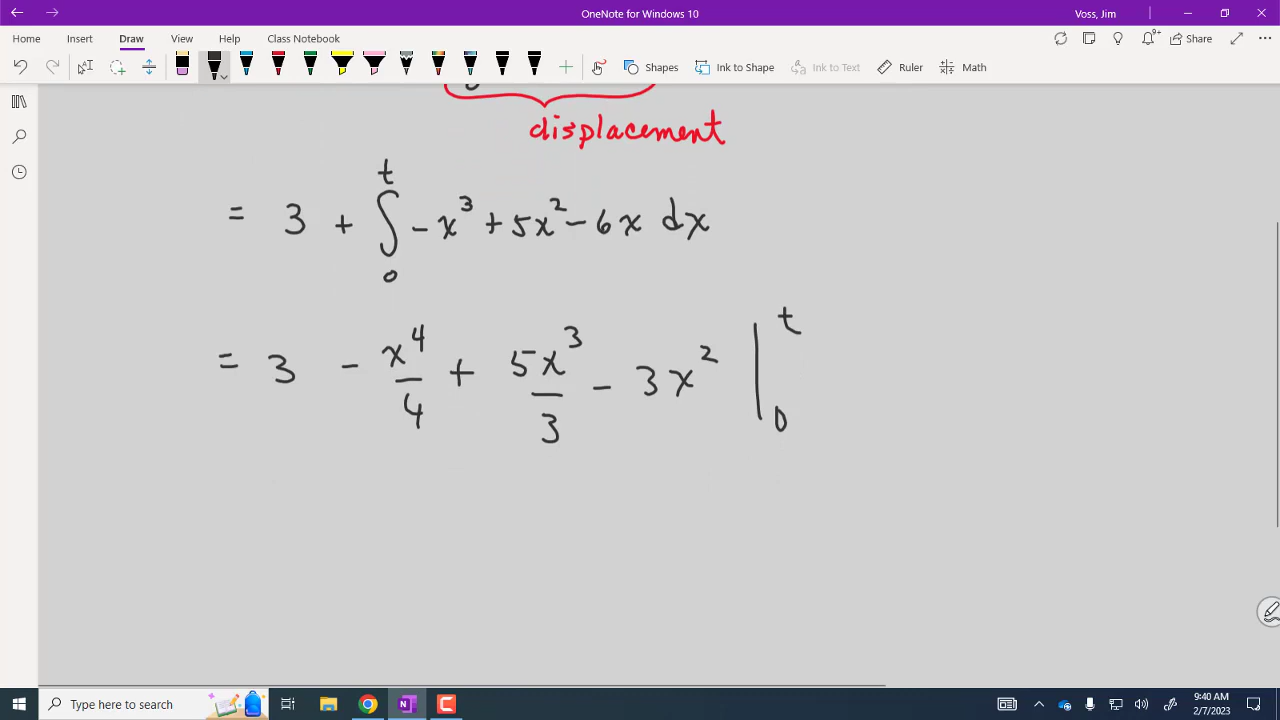 OneNote for Windows 10
Voss, Jim
Home Insert Draw View Help Class Notebook Share
Shapes Ink to Shape Ink to Text Ruler Math
displacement
= 3 + ∫₀ᵗ -x³ + 5x² - 6x dx
= 3 - x⁴/4 + 5x³/3 - 3x² |₀ᵗ
Type here to search
9:40 AM
2/7/2023